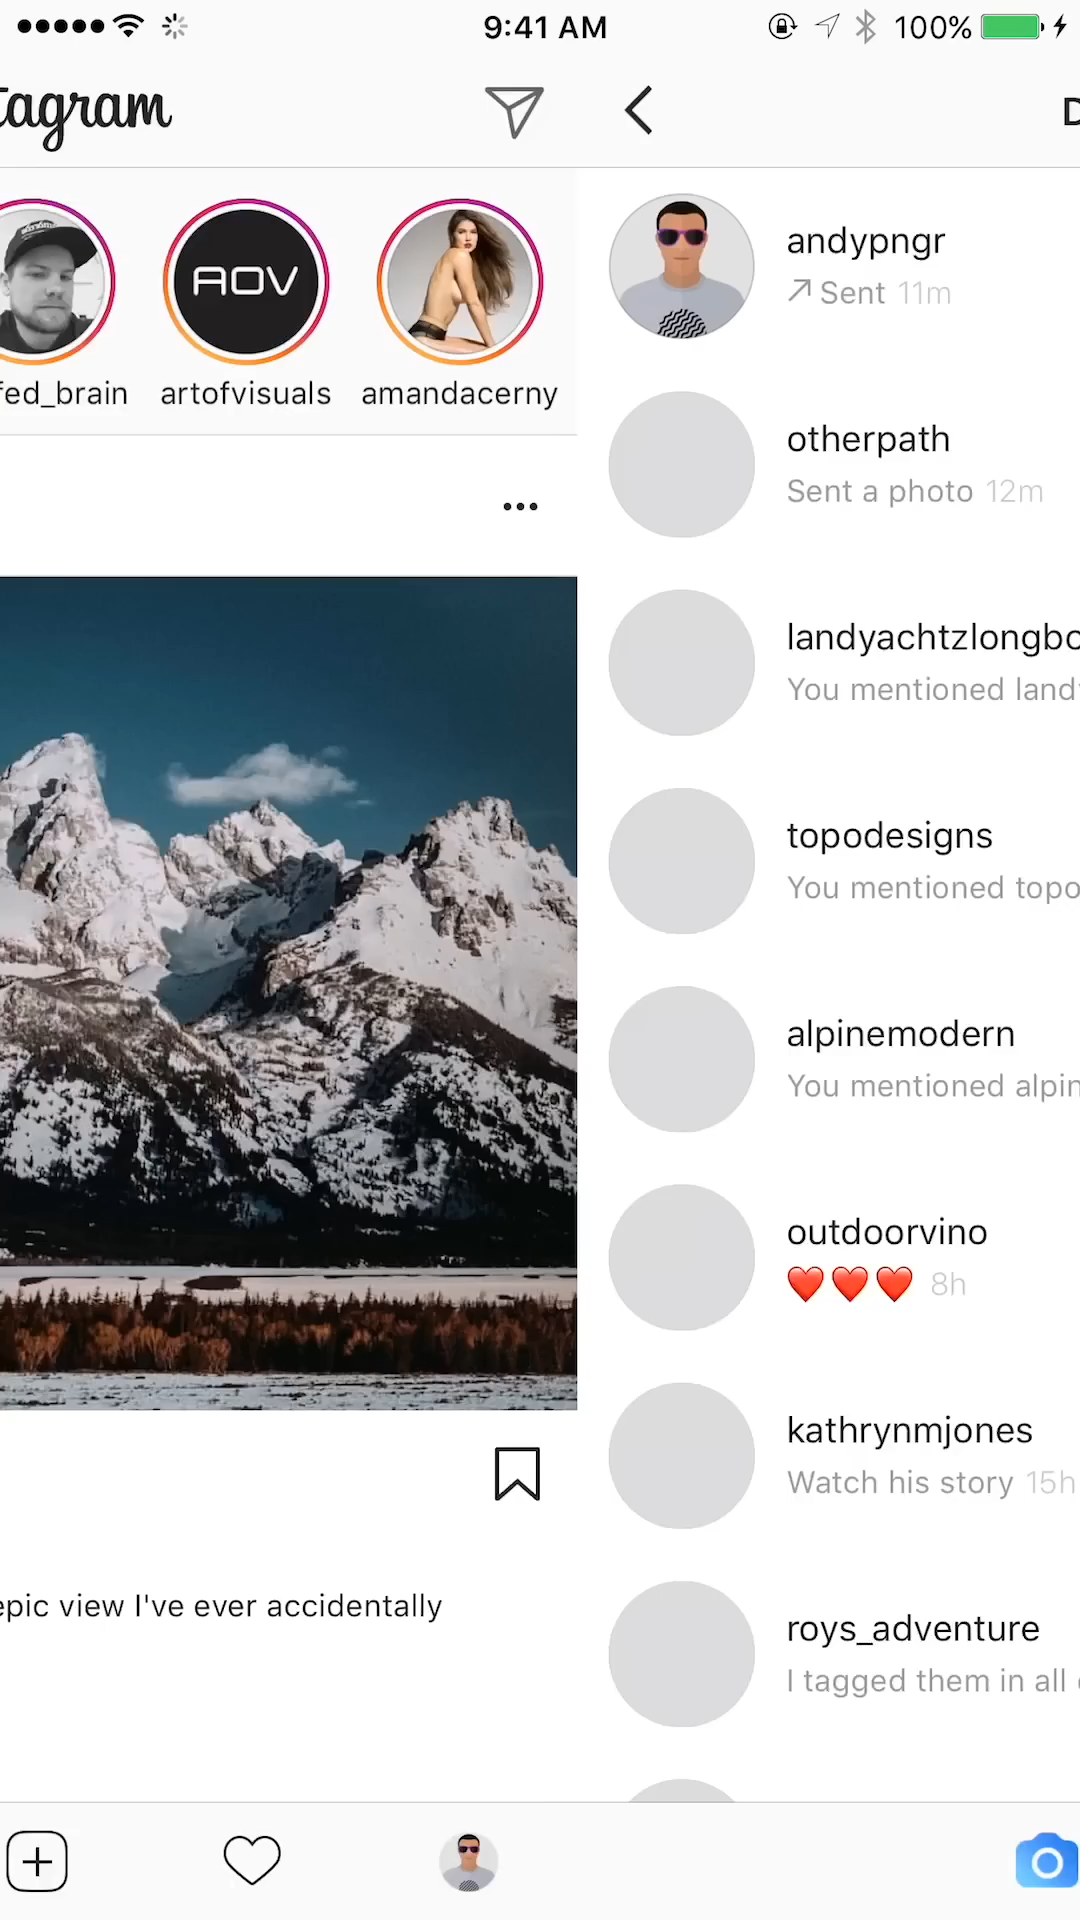 9:41 AM
100%
tagram
D
fed_brain
AOV
artofvisuals
amandacerny
epic view I've ever accidentally
andypngr
Sent 11m
otherpath
Sent a photo 12m
landyachtzlongbo
You mentioned land
topodesigns
You mentioned topo
alpinemodern
You mentioned alpin
outdoorvino
❤️❤️❤️ 8h
kathrynmjones
Watch his story 15h
roys_adventure
I tagged them in all